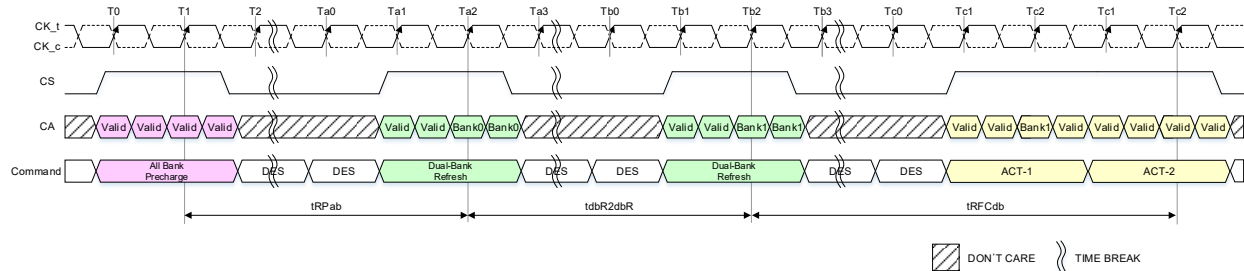 T0 T1 T2 Ta0 Ta1 Ta2 Ta3 Tb0 Tb1 Tb2 Tb3 Tc0 Tc1 Tc2 Tc1 Tc2
CK_t
CK_c
CS
CA Valid Valid Valid Valid Valid Valid Bank0 Bank0 Valid Valid Bank1 Bank1 Valid Valid Bank1 Valid Valid Valid Valid Valid
Command All Bank Precharge DES DES Dual-Bank Refresh DES DES Dual-Bank Refresh DES DES ACT-1 ACT-2
tRPab tdbR2dbR tRFCdb
DON´T CARE TIME BREAK